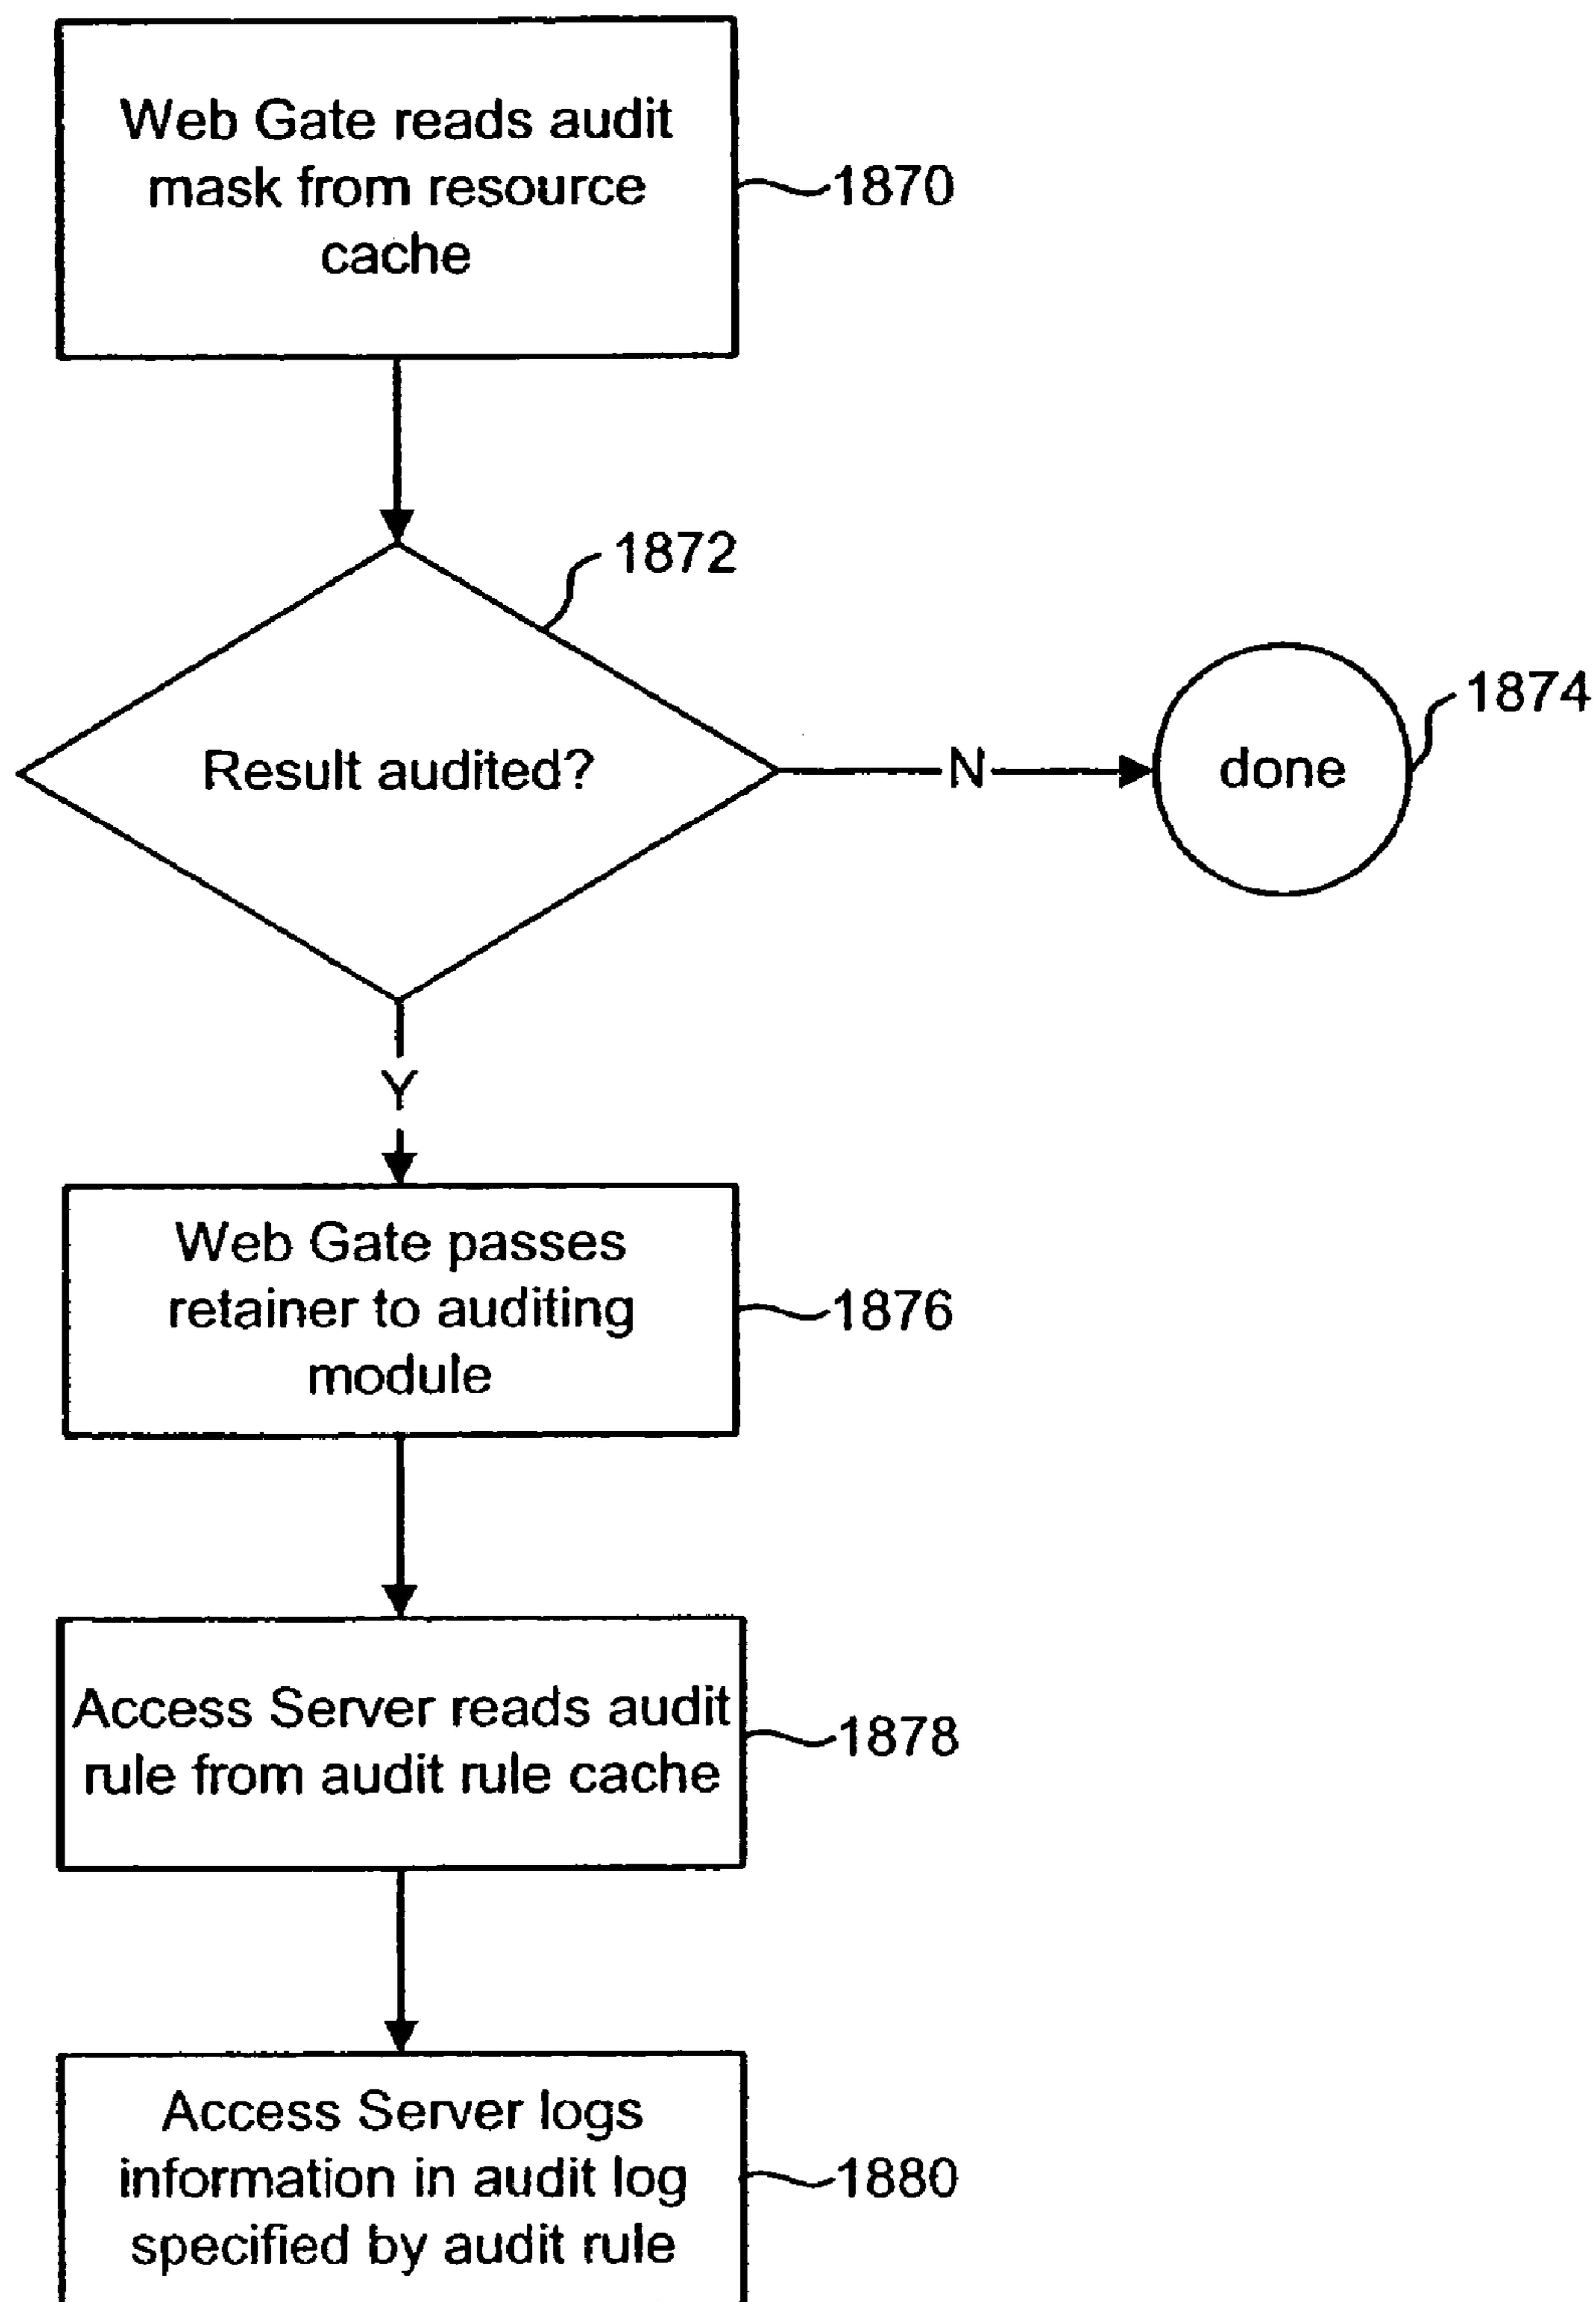 Web Gate reads audit
mask from resource
cache
1870
1872
Result audited?
N
done
1874
Y
Web Gate passes
retainer to auditing
module
1876
Access Server reads audit
rule from audit rule cache
1878
Access Server logs
information in audit log
specified by audit rule
1880